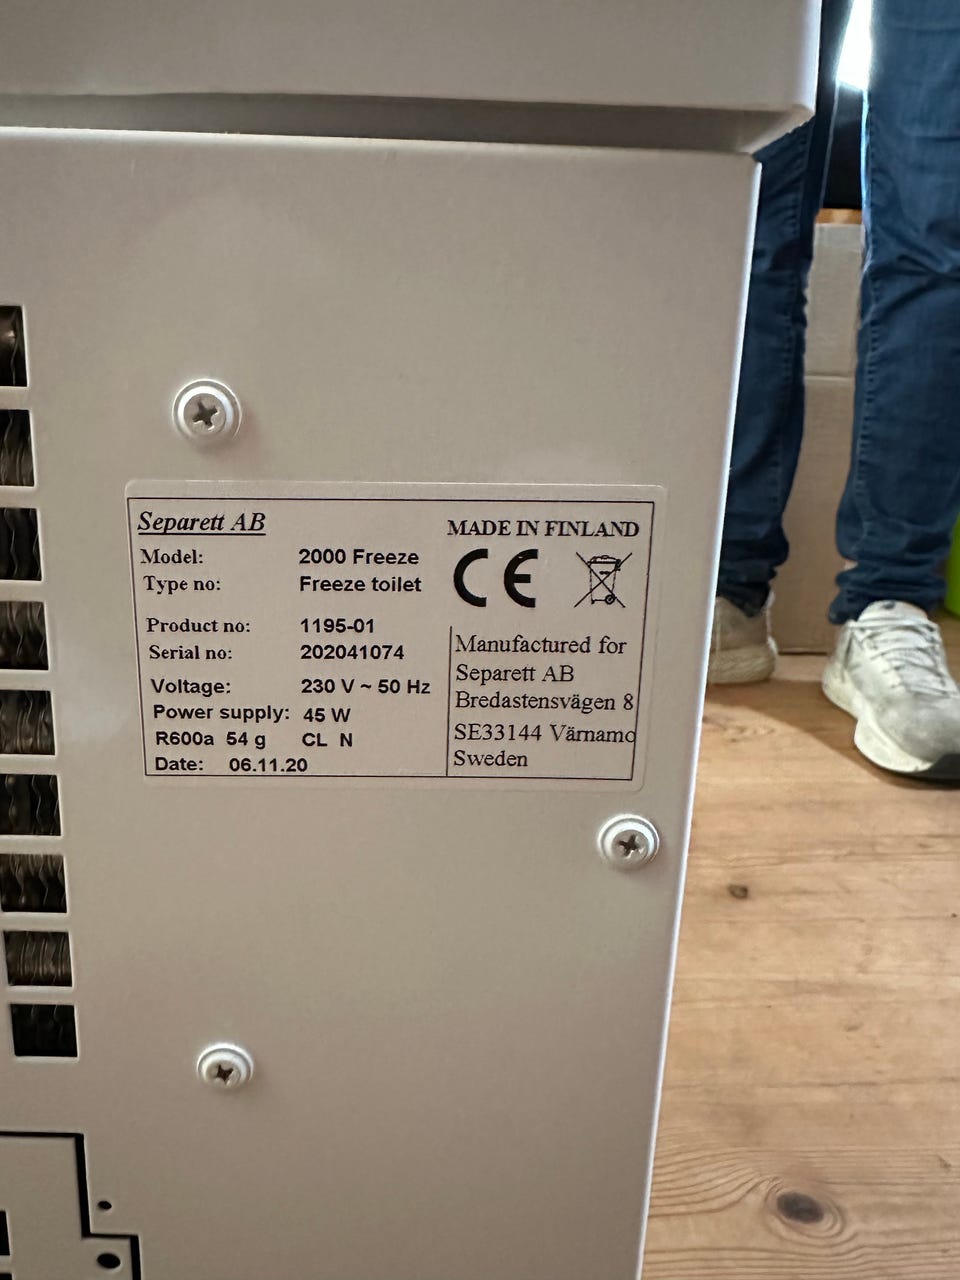 Separett AB
MADE IN FINLAND
Model: 2000 Freeze
Type no: Freeze toilet
CE
Product no: 1195-01
Serial no: 202041074
Voltage: 230 V ~ 50 Hz
Power supply: 45 W
R600a 54 g CL N
Date: 06.11.20
Manufactured for
Separett AB
Bredastensvägen 8
SE33144 Värnamo
Sweden